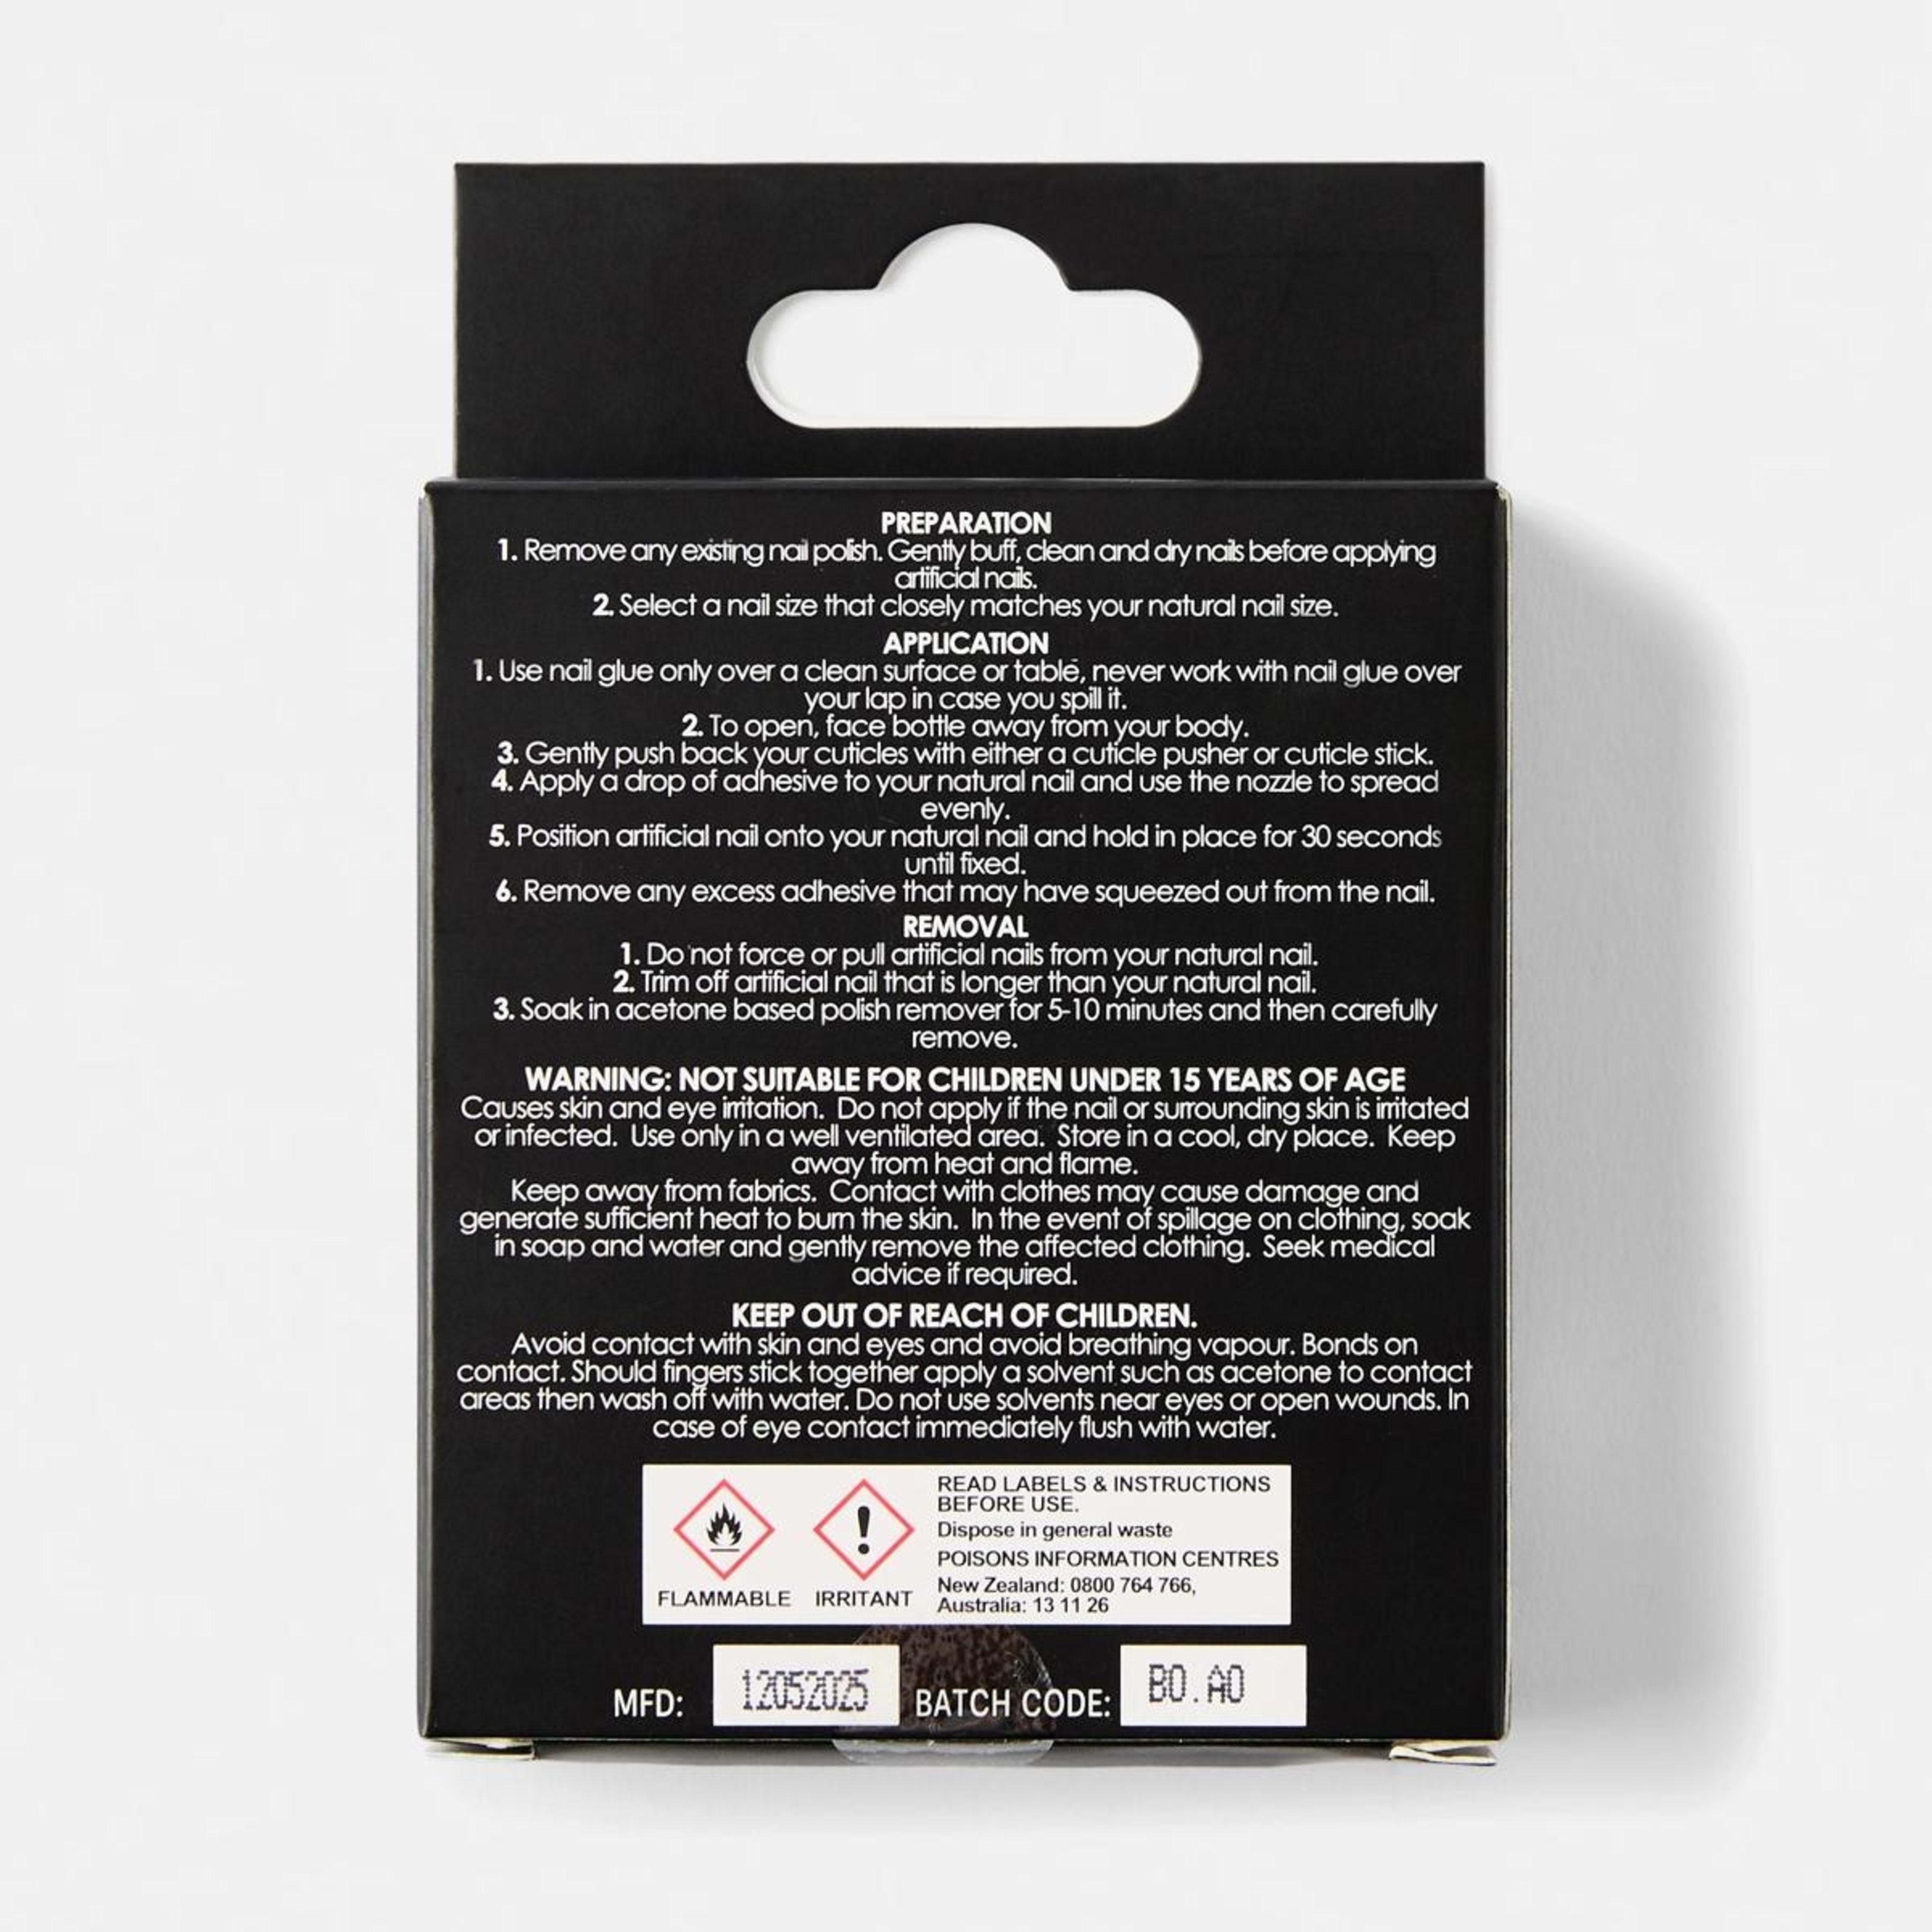 PREPARATION
1. Remove any existing nail polish. Gently buff, clean and dry nails before applying
artificial nails.
2. Select a nail size that closely matches your natural nail size.
APPLICATION
1. Use nail glue only over a clean surface or table, never work with nail glue over
your lap in case you spill it.
2. To open, face bottle away from your body.
3. Gently push back your cuticles with either a cuticle pusher or cuticle stick.
4. Apply a drop of adhesive to your natural nail and use the nozzle to spread
evenly.
5. Position artificial nail onto your natural nail and hold in place for 30 seconds
until fixed.
6. Remove any excess adhesive that may have squeezed out from the nail.
REMOVAL
1. Do not force or pull artificial nails from your natural nail.
2. Trim off artificial nail that is longer than your natural nail.
3. Soak in acetone based polish remover for 5-10 minutes and then carefully
remove.
WARNING: NOT SUITABLE FOR CHILDREN UNDER 15 YEARS OF AGE
Causes skin and eye irritation. Do not apply if the nail or surrounding skin is irritated
or infected. Use only in a well ventilated area. Store in a cool, dry place. Keep
away from heat and flame.
Keep away from fabrics. Contact with clothes may cause damage and
generate sufficient heat to burn the skin. In the event of spillage on clothing, soak
in soap and water and gently remove the affected clothing. Seek medical
advice if required.
KEEP OUT OF REACH OF CHILDREN.
Avoid contact with skin and eyes and avoid breathing vapour. Bonds on
contact. Should fingers stick together apply a solvent such as acetone to contact
areas then wash off with water. Do not use solvents near eyes or open wounds. In
case of eye contact immediately flush with water.
READ LABELS & INSTRUCTIONS
BEFORE USE.
Dispose in general waste
POISONS INFORMATION CENTRES
New Zealand: 0800 764 766,
Australia: 13 11 26
FLAMMABLE IRRITANT
MFD: 12052025 BATCH CODE: BO.AO